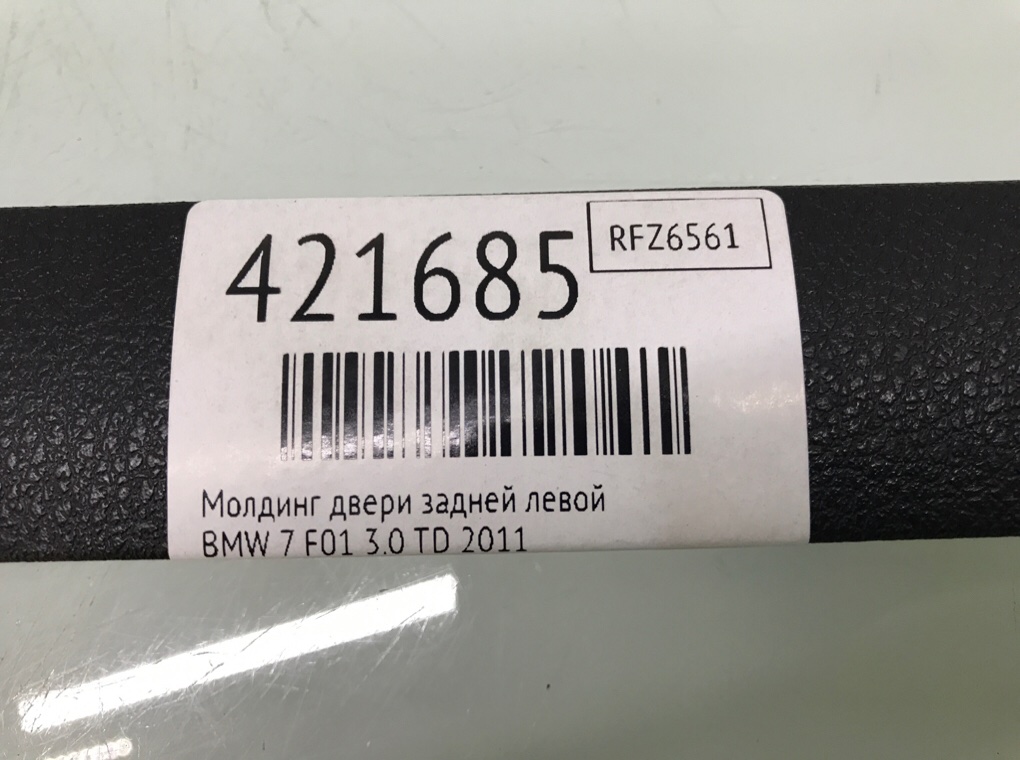 421685
RFZ6561
Молдинг двери задней левой
BMW 7 F01 3.0 TD 2011